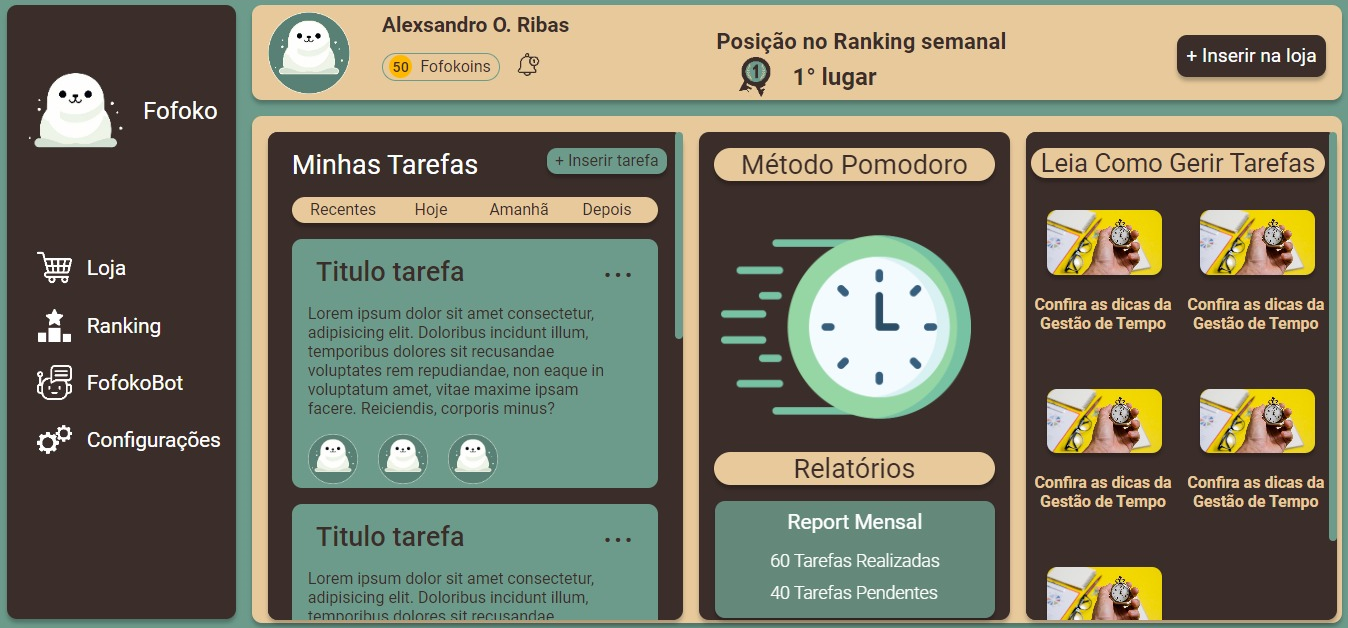 Fofoko
Loja
Ranking
FofokoBot
Configurações
Alexsandro O. Ribas
50 Fofokoins
Posição no Ranking semanal
1
1° lugar
+ Inserir na loja
Minhas Tarefas
+ Inserir tarefa
Recentes Hoje Amanhã Depois
Titulo tarefa
Lorem ipsum dolor sit amet consectetur,
adipisicing elit. Doloribus incidunt illum,
temporibus dolores sit recusandae
voluptates rem repudiandae, non eaque in
voluptatum amet, vitae maxime ipsam
facere. Reiciendis, corporis minus?
Titulo tarefa
Lorem ipsum dolor sit amet consectetur,
adipisicing elit. Doloribus incidunt illum,
temporibus dolores sit recusandae
Método Pomodoro
Relatórios
Report Mensal
60 Tarefas Realizadas
40 Tarefas Pendentes
Leia Como Gerir Tarefas
Confira as dicas da
Gestão de Tempo
Confira as dicas da
Gestão de Tempo
Confira as dicas da
Gestão de Tempo
Confira as dicas da
Gestão de Tempo